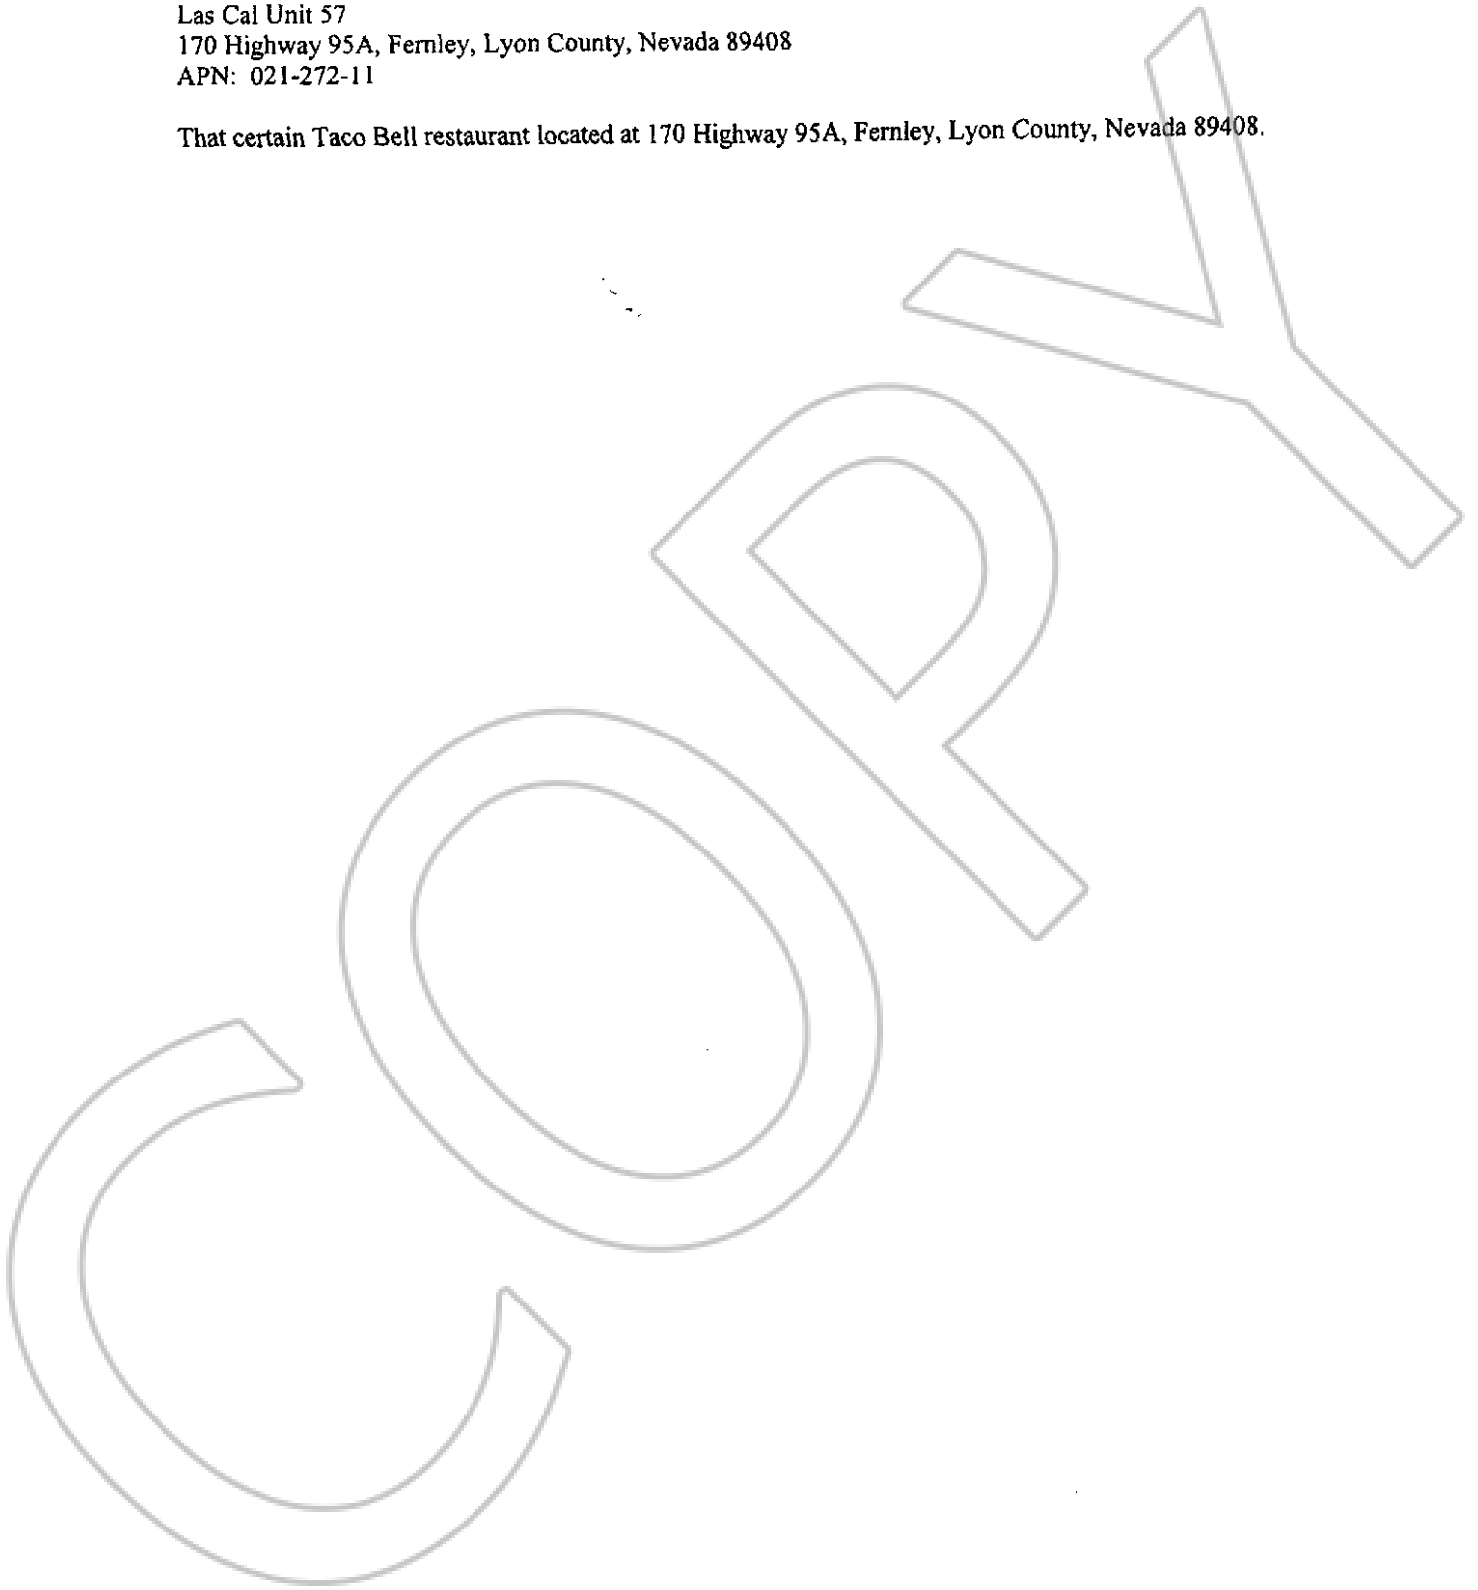 Las Cal Unit 57
170 Highway 95A, Fernley, Lyon County, Nevada 89408
APN: 021-272-11
That certain Taco Bell restaurant located at 170 Highway 95A, Fernley, Lyon County, Nevada 89408.
COPY